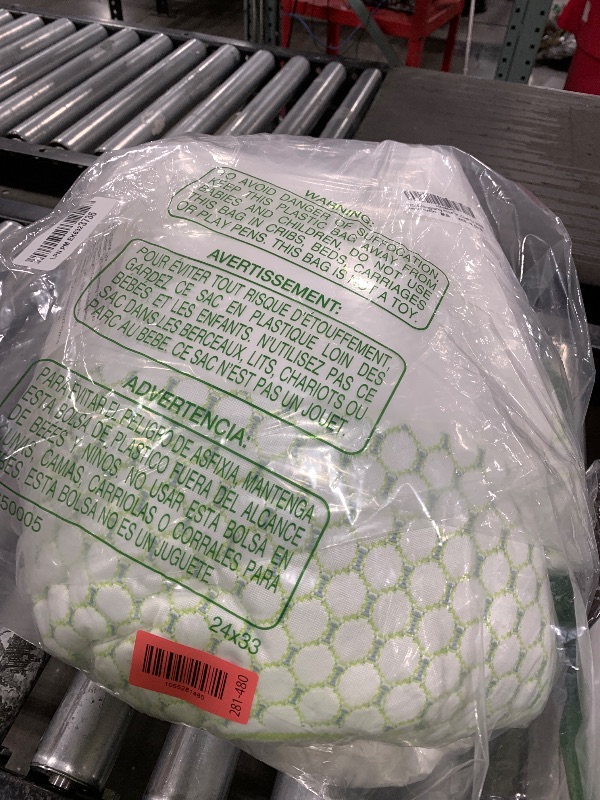 WARNING:
TO AVOID DANGER OF SUFFOCATION
KEEP THIS PLASTIC BAG AWAY FROM
BABIES AND CHILDREN. DO NOT USE
THIS BAG IN CRIBS, BEDS, CARRIAGES
OR PLAY PENS. THIS BAG IS NOT A TOY.
AVERTISSEMENT:
POUR ÉVITER TOUT RISQUE D'ÉTOUFFEMENT,
GARDEZ CE SAC EN PLASTIQUE LOIN DES
BEBÉS ET LES ENFANTS. N'UTILISEZ PAS CE
SAC DANS LES BERCEAUX, LITS, CHARIOTS OU
PARC AU BÉBÉ. CE SAC N'EST PAS UN JOUET.
ADVERTENCIA:
PARA EVITAR EL PELIGRO DE ASFIXIA MANTENGA
ESTA BOLSA DE PLASTICO FUERA DEL ALCANCE
DE BEBES Y NIÑOS. NO USAR ESTA BOLSA EN
CAMAS, CARRIOLAS O CORRALES, PARA
ESTA BOLSA NO ES UN JUGUETE.
50005
24x33
281-480